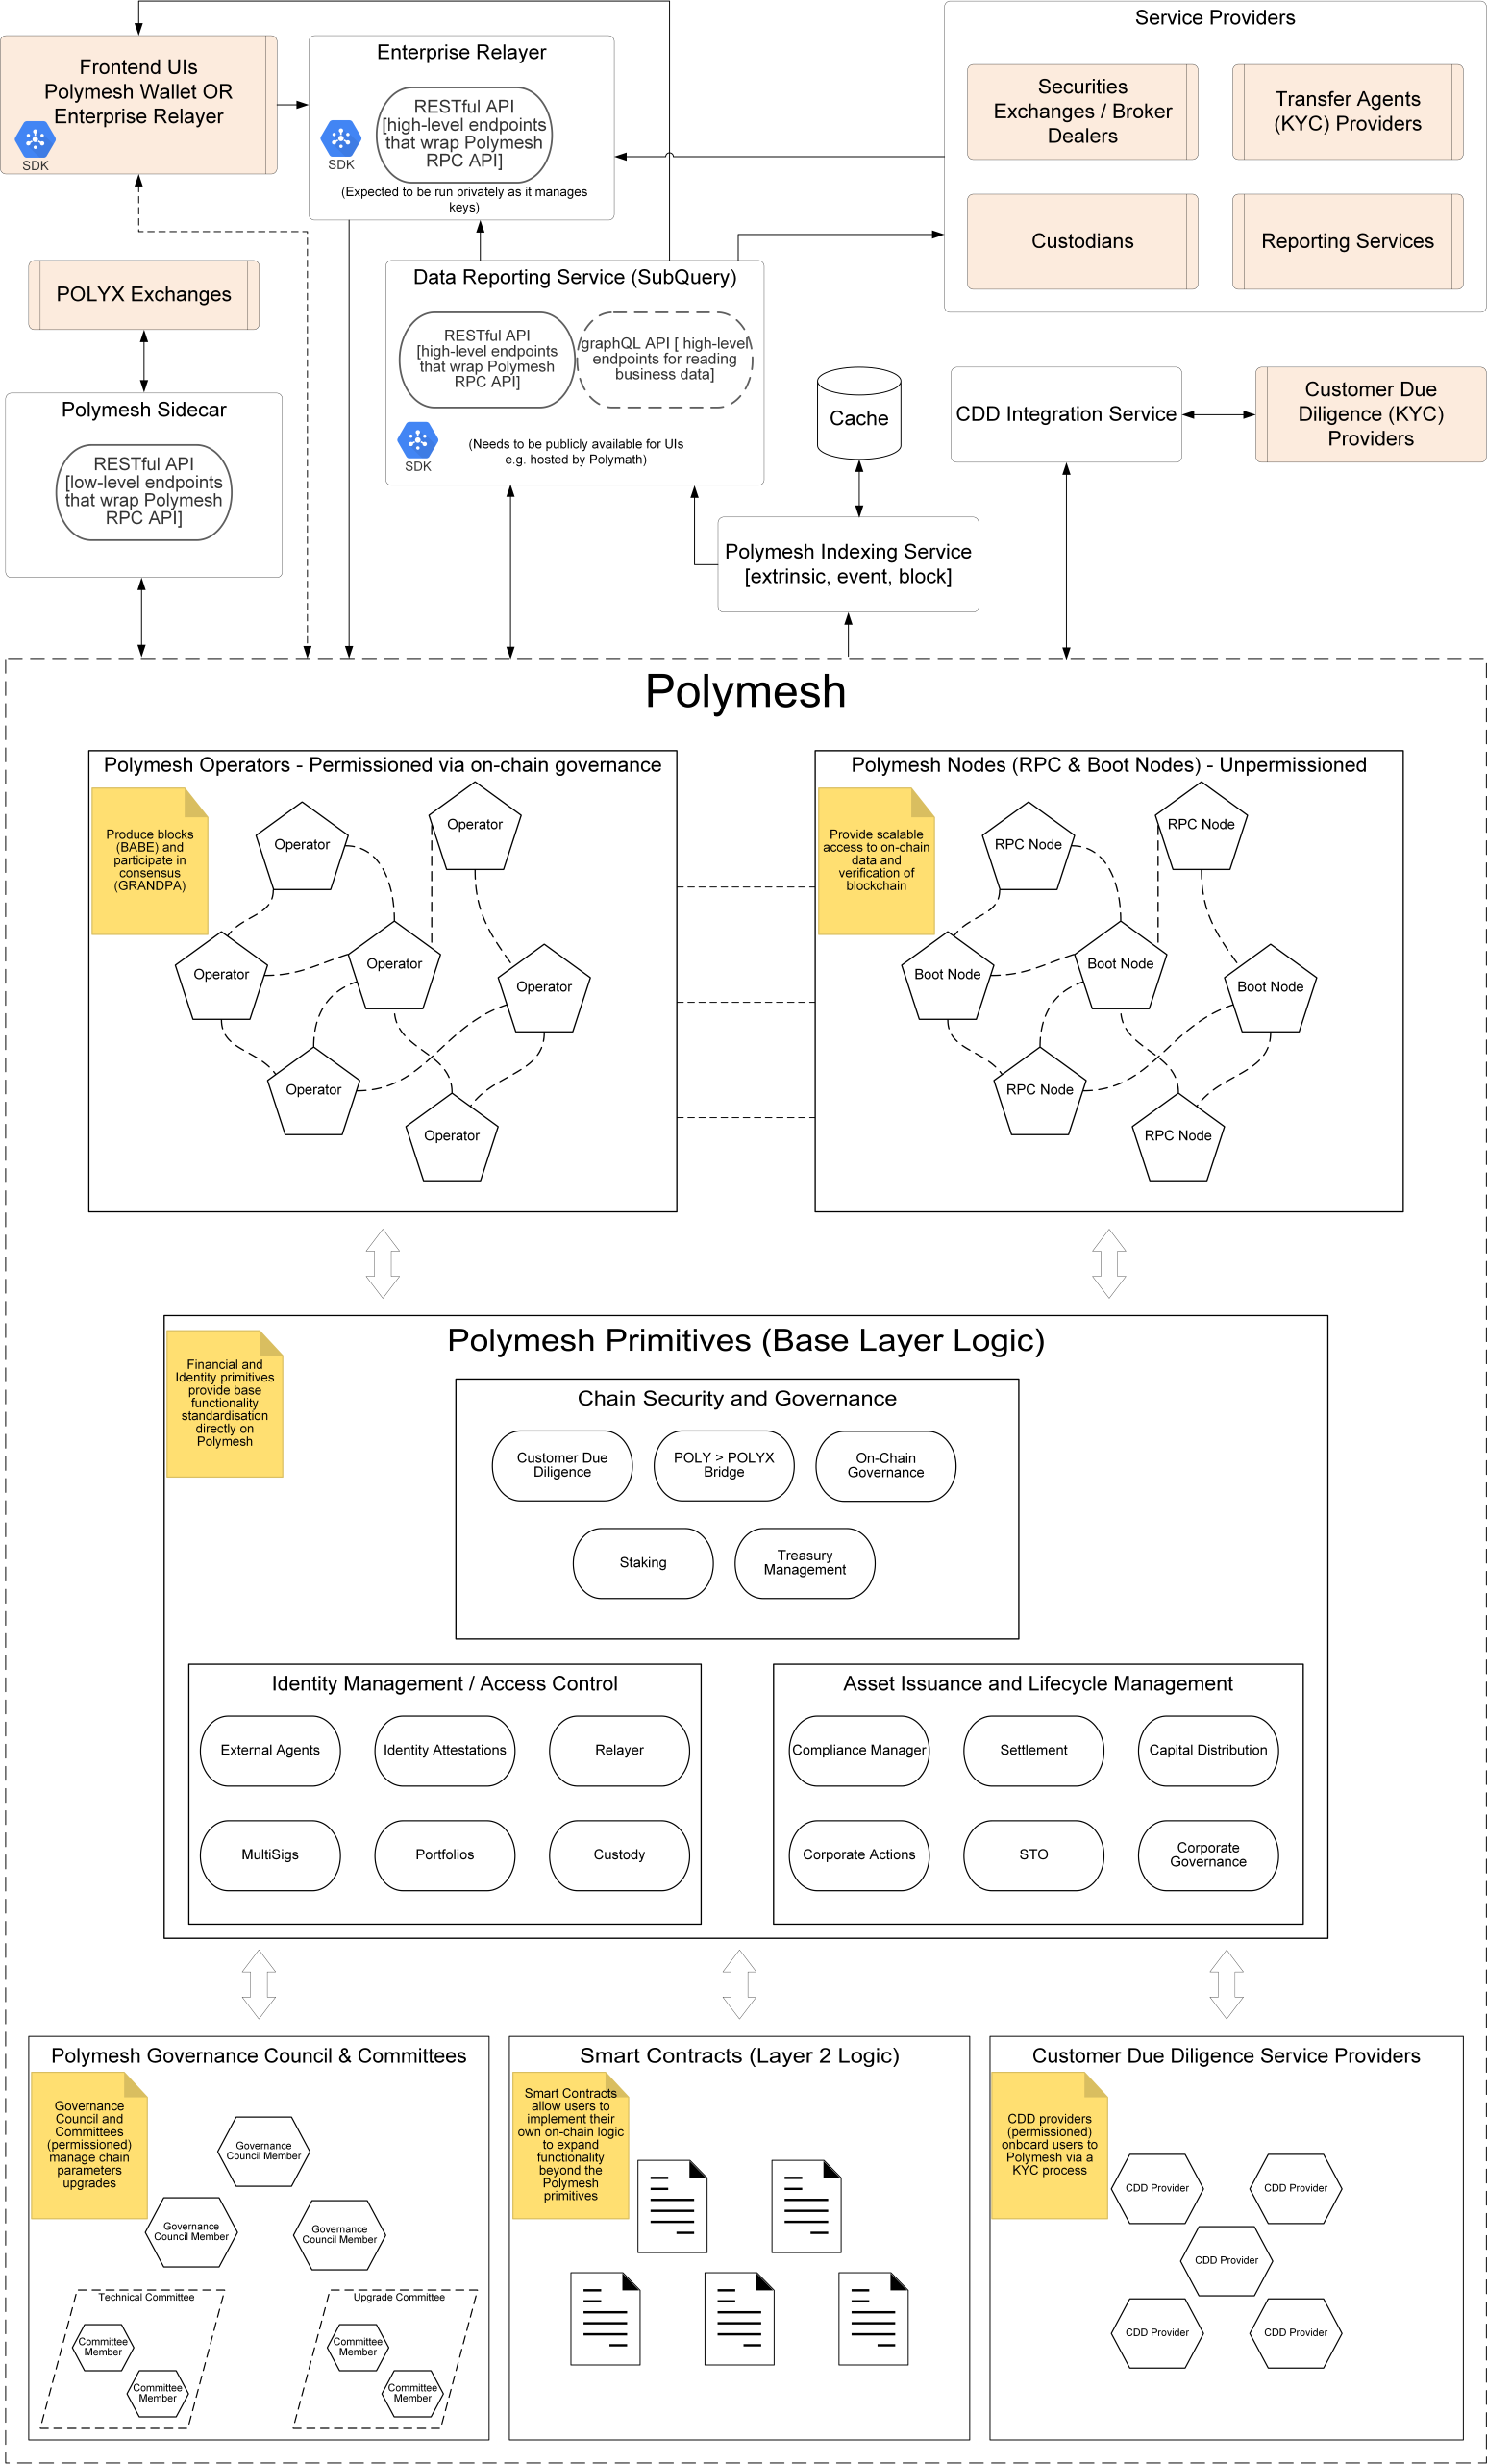 Frontend UIs
Polymesh Wallet OR
Enterprise Relayer
SDK
Enterprise Relayer
RESTful API
[high-level endpoints
that wrap Polymesh
RPC API]
SDK
(Expected to be run privately as it manages
keys)
Service Providers
Securities
Exchanges / Broker
Dealers
Transfer Agents
(KYC) Providers
Custodians
Reporting Services
POLYX Exchanges
Polymesh Sidecar
RESTful API
[low-level endpoints
that wrap Polymesh
RPC API]
Data Reporting Service (SubQuery)
RESTful API
[high-level endpoints
that wrap Polymesh
RPC API]
graphQL API [ high-level
endpoints for reading
business data]
SDK
(Needs to be publicly available for UIs
e.g. hosted by Polymath)
Cache
CDD Integration Service
Customer Due
Diligence (KYC)
Providers
Polymesh Indexing Service
[extrinsic, event, block]
Polymesh
Polymesh Operators - Permissioned via on-chain governance
Produce blocks
(BABE) and
participate in
consensus
(GRANDPA)
Operator
Operator
Operator
Operator
Operator
Operator
Operator
Polymesh Nodes (RPC & Boot Nodes) - Unpermissioned
Provide scalable
access to on-chain
data and
verification of
blockchain
RPC Node
RPC Node
Boot Node
Boot Node
Boot Node
RPC Node
RPC Node
Polymesh Primitives (Base Layer Logic)
Financial and
Identity primitives
provide base
functionality
standardisation
directly on
Polymesh
Chain Security and Governance
Customer Due
Diligence
POLY > POLYX
Bridge
On-Chain
Governance
Staking
Treasury
Management
Identity Management / Access Control
External Agents
Identity Attestations
Relayer
MultiSigs
Portfolios
Custody
Asset Issuance and Lifecycle Management
Compliance Manager
Settlement
Capital Distribution
Corporate Actions
STO
Corporate
Governance
Polymesh Governance Council & Committees
Governance
Council and
Committees
(permissioned)
manage chain
parameters
upgrades
Governance
Council Member
Governance
Council Member
Governance
Council Member
Technical Committee
Committee
Member
Committee
Member
Upgrade Committee
Committee
Member
Committee
Member
Smart Contracts (Layer 2 Logic)
Smart Contracts
allow users to
implement their
own on-chain logic
to expand
functionality
beyond the
Polymesh
primitives
Customer Due Diligence Service Providers
CDD providers
(permissioned)
onboard users to
Polymesh via a
KYC process
CDD Provider
CDD Provider
CDD Provider
CDD Provider
CDD Provider